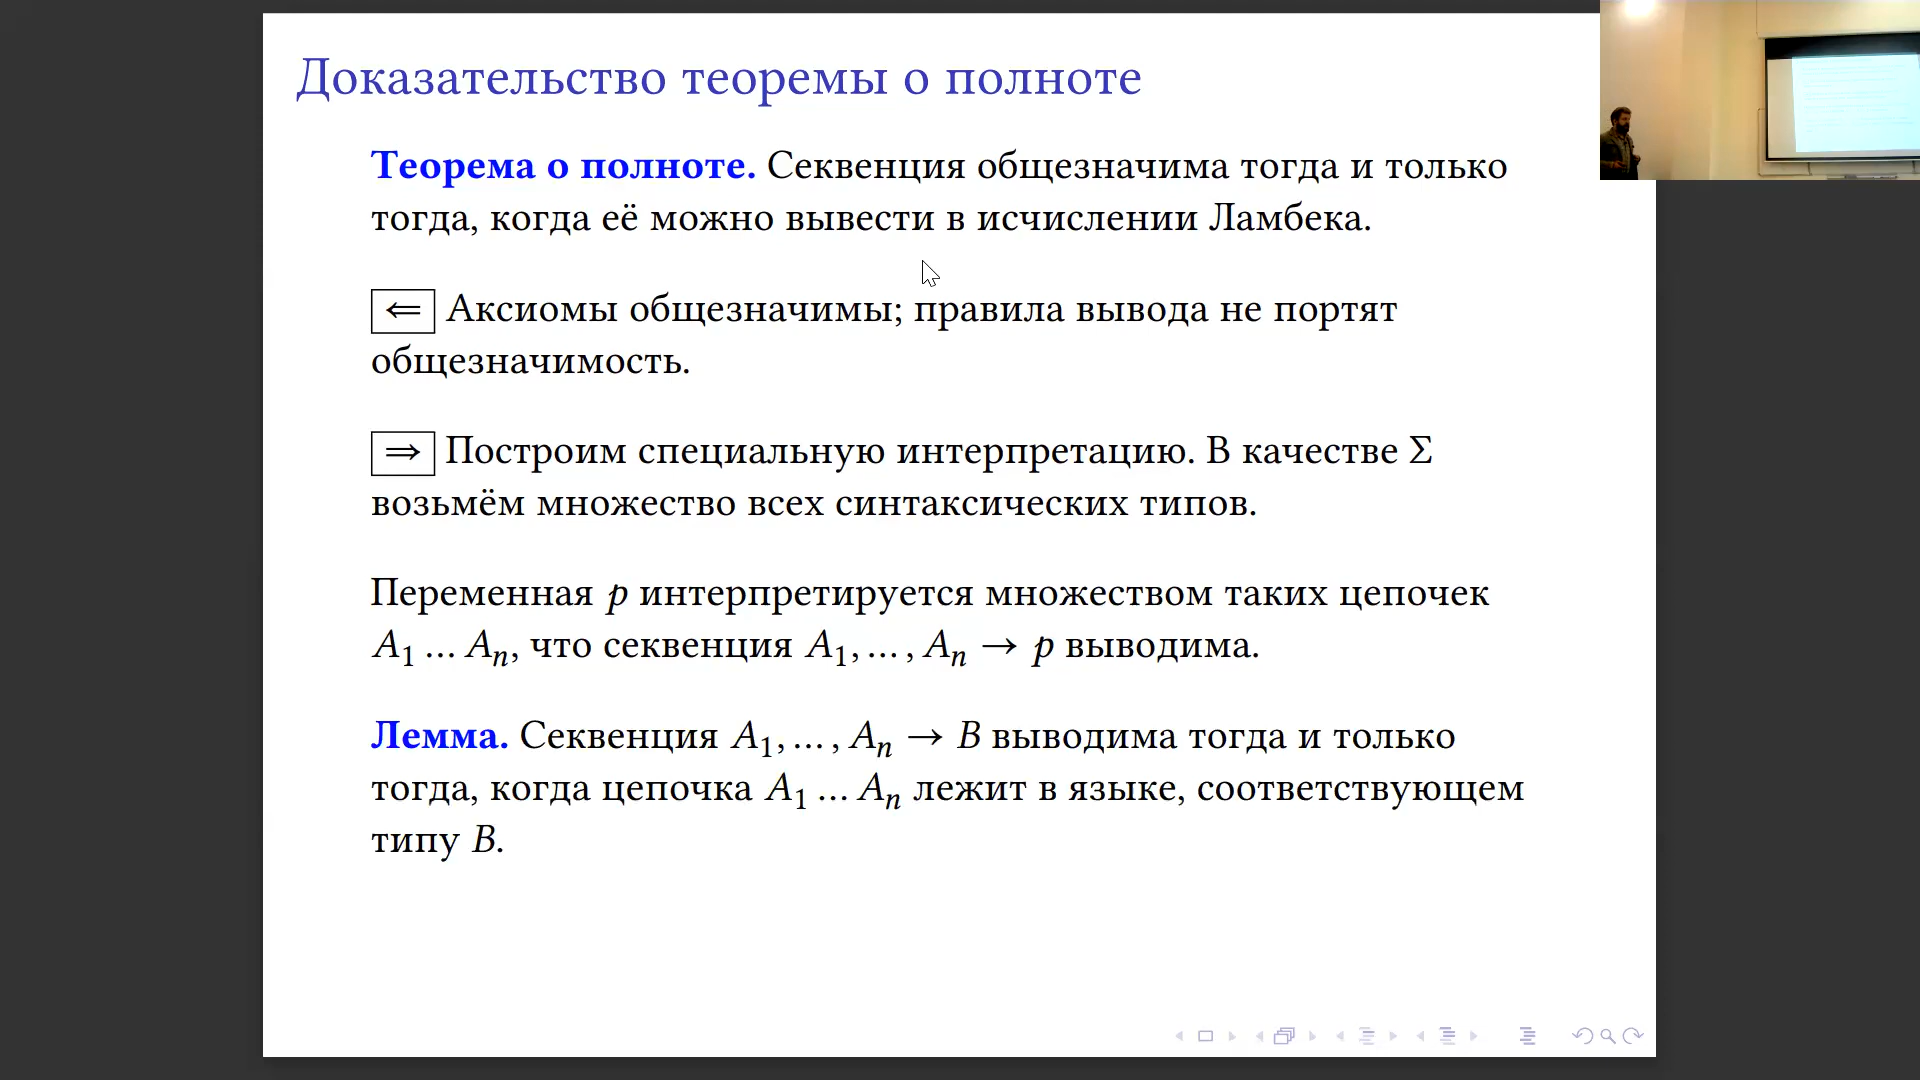 Доказательство теоремы о полноте
Теорема о полноте. Секвенция общезначима тогда и только
тогда, когда её можно вывести в исчислении Ламбека.
⇐ Аксиомы общезначимы; правила вывода не портят
общезначимость.
⇒ Построим специальную интерпретацию. В качестве Σ
возьмём множество всех синтаксических типов.
Переменная p интерпретируется множеством таких цепочек
A₁ … Aₙ, что секвенция A₁, … , Aₙ → p выводима.
Лемма. Секвенция A₁, … , Aₙ → B выводима тогда и только
тогда, когда цепочка A₁ … Aₙ лежит в языке, соответствующем
типу B.